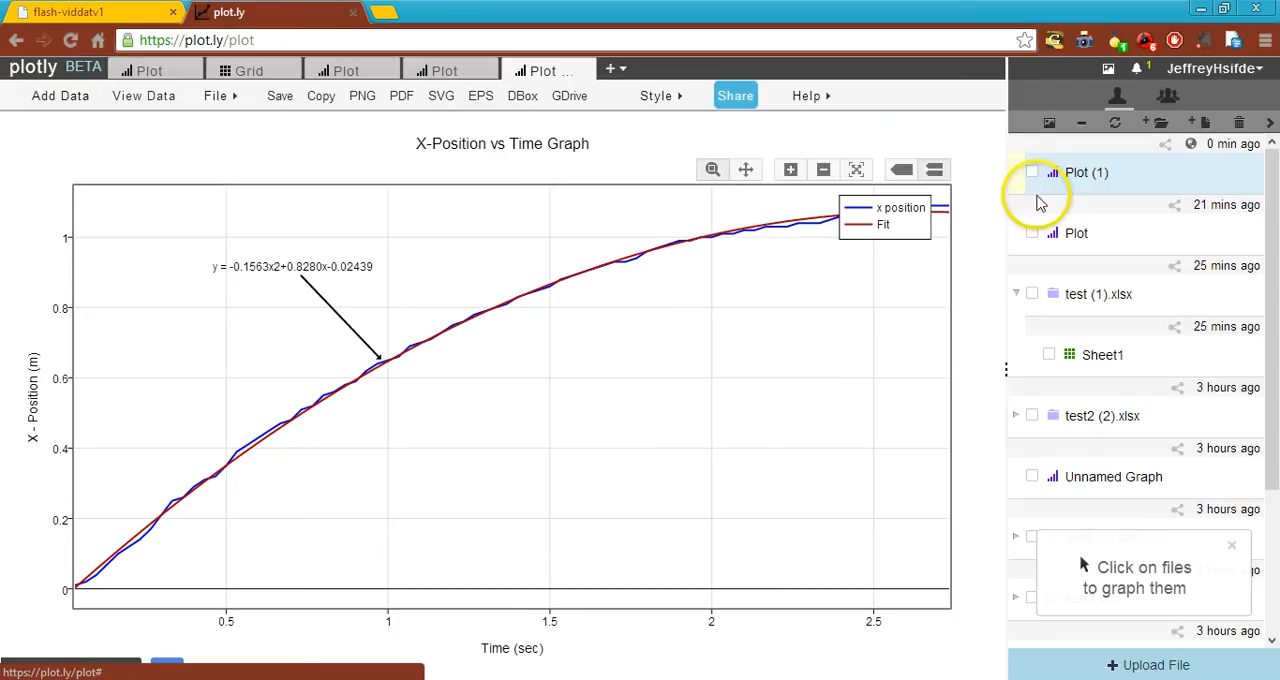 flash-viddatv1
plot.ly
https://plot.ly/plot
1
6
plotly BETA
Plot
Grid
Plot
Plot
Plot ...
+
1
JeffreyHsifde
Add Data
View Data
File
Save
Copy
PNG
PDF
SVG
EPS
DBox
GDrive
Style
Share
Help
X-Position vs Time Graph
x position
Fit
y = -0.1563x2+0.8280x-0.02439
1
0.8
0.6
0.4
0.2
0
X - Position (m)
0.5
1
1.5
2
2.5
Time (sec)
0 min ago
Plot (1)
21 mins ago
Plot
25 mins ago
test (1).xlsx
25 mins ago
Sheet1
3 hours ago
test2 (2).xlsx
3 hours ago
Unnamed Graph
3 hours ago
Click on files
to graph them
3 hours ago
+ Upload File
https://plot.ly/plot#